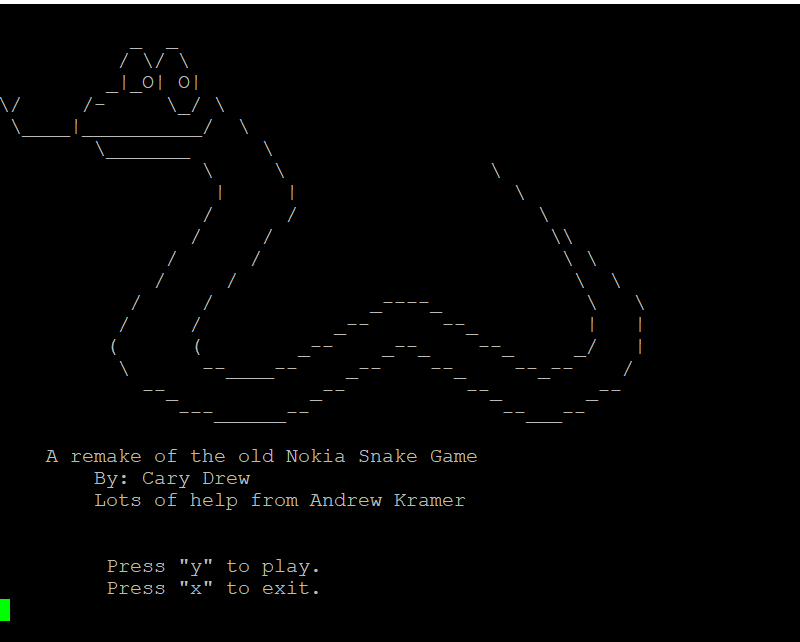 A remake of the old Nokia Snake Game
By: Cary Drew
Lots of help from Andrew Kramer
Press "y" to play.
Press "x" to exit.